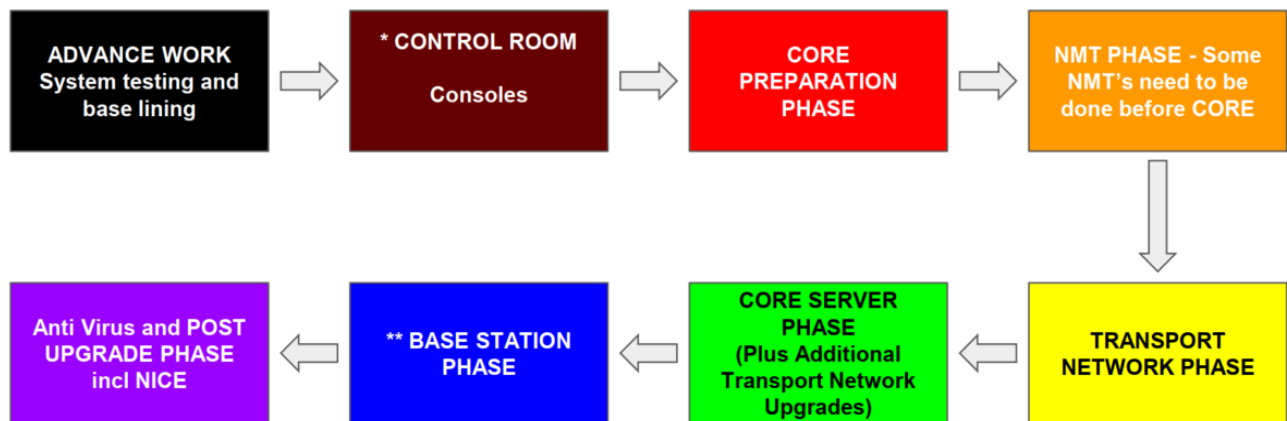 ADVANCE WORK
System testing and
base lining
* CONTROL ROOM
Consoles
CORE
PREPARATION
PHASE
NMT PHASE - Some
NMT's need to be
done before CORE
TRANSPORT
NETWORK PHASE
CORE SERVER
PHASE
(Plus Additional
Transport Network
Upgrades)
** BASE STATION
PHASE
Anti Virus and POST
UPGRADE PHASE
incl NICE